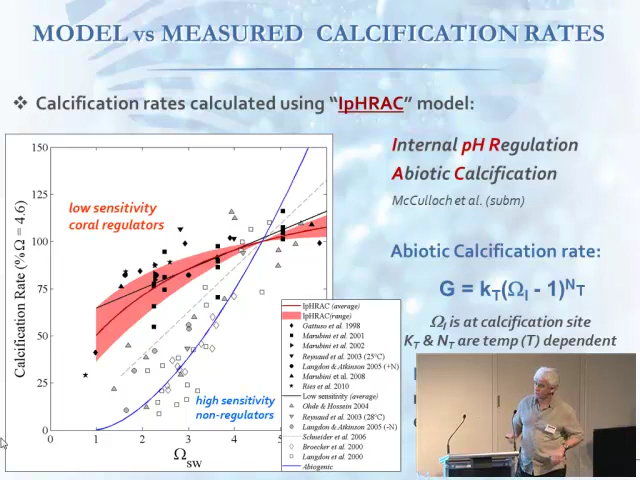 MODEL vs MEASURED CALCIFICATION RATES
❖ Calcification rates calculated using “IpHRAC” model:
Internal pH Regulation
Abiotic Calcification
McCulloch et al. (subm)
Abiotic Calcification rate:
G = kT(ΩI - 1)NT
ΩI is at calcification site
KT & NT are temp (T) dependent
150
125
100
75
50
25
0
Calcification Rate (%Ω = 4.6)
low sensitivity
coral regulators
high sensitivity
non-regulators
IpHRAC (average)
IpHRAC(range)
Gattuso et al. 1998
Marubini et al. 2001
Marubini et al. 2002
Reynaud et al. 2003 (25°C)
Langdon & Atkinson 2005 (+N)
Marubini et al. 2008
Ries et al. 2010
Low sensitivity (average)
Ohde & Hossein 2004
Reynaud et al. 2003 (28°C)
Langdon & Atkinson 2005 (-N)
Schneider et al. 2006
Broecker et al. 2000
Langdon et al. 2000
Abiogenic
0 1 2 3 4 5
Ωsw